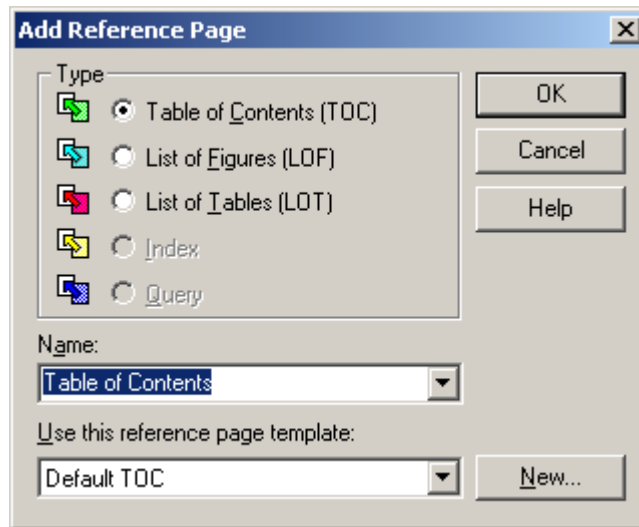 Add Reference Page
Type
Table of Contents (TOC)
List of Figures (LOF)
List of Tables (LOT)
Index
Query
OK
Cancel
Help
Name:
Table of Contents
Use this reference page template:
Default TOC
New...